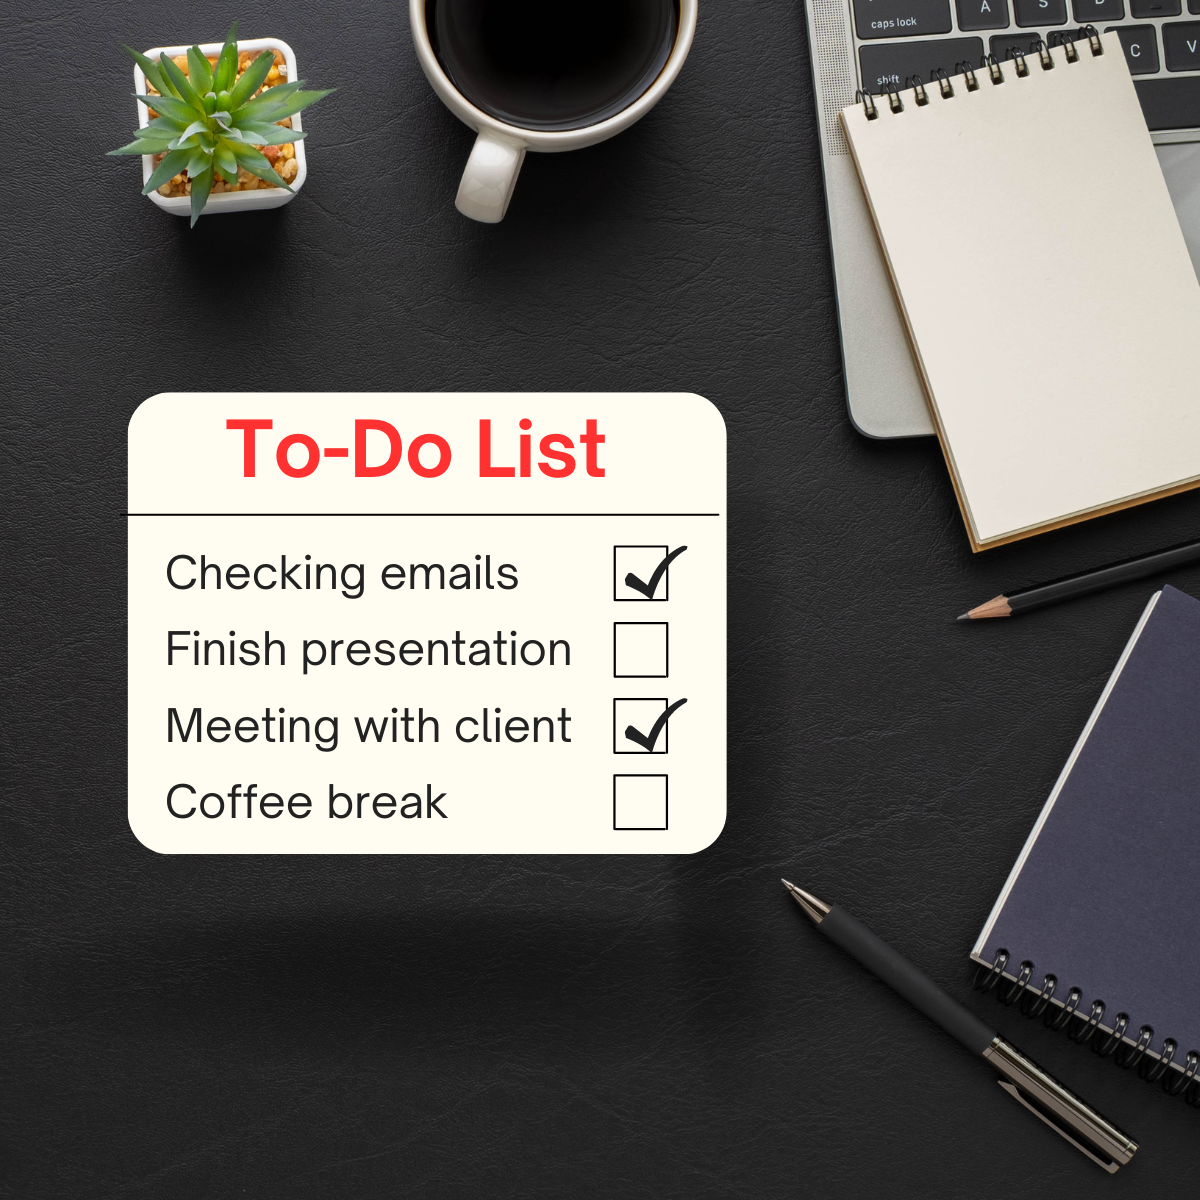 caps lock
A S D
shift
C V
To-Do List
Checking emails
Finish presentation
Meeting with client
Coffee break